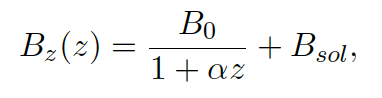 B_z(z) = \frac{B_0}{1 + \alpha z} + B_{sol},